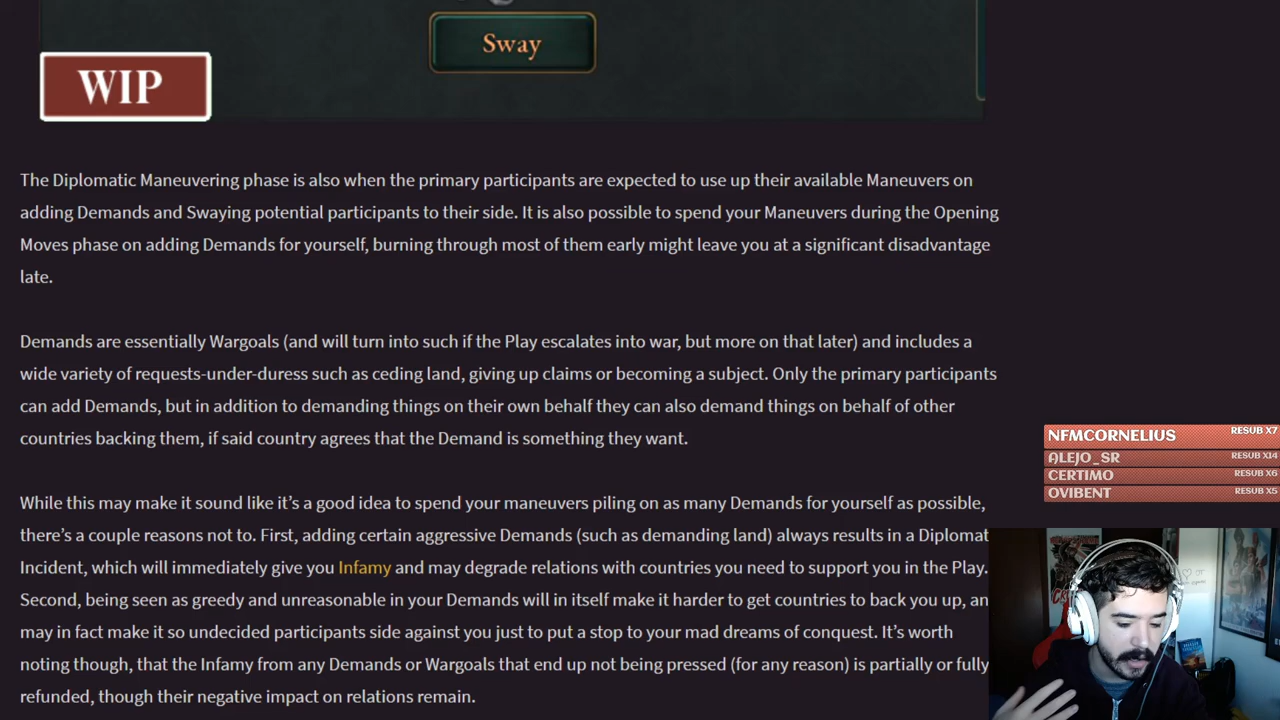 Sway
WIP
The Diplomatic Maneuvering phase is also when the primary participants are expected to use up their available Maneuvers on
adding Demands and Swaying potential participants to their side. It is also possible to spend your Maneuvers during the Opening
Moves phase on adding Demands for yourself, burning through most of them early might leave you at a significant disadvantage
late.
Demands are essentially Wargoals (and will turn into such if the Play escalates into war, but more on that later) and includes a
wide variety of requests-under-duress such as ceding land, giving up claims or becoming a subject. Only the primary participants
can add Demands, but in addition to demanding things on their own behalf they can also demand things on behalf of other
countries backing them, if said country agrees that the Demand is something they want.
While this may make it sound like it's a good idea to spend your maneuvers piling on as many Demands for yourself as possible,
there's a couple reasons not to. First, adding certain aggressive Demands (such as demanding land) always results in a Diplomat
Incident, which will immediately give you Infamy and may degrade relations with countries you need to support you in the Play.
Second, being seen as greedy and unreasonable in your Demands will in itself make it harder to get countries to back you up, an
may in fact make it so undecided participants side against you just to put a stop to your mad dreams of conquest. It's worth
noting though, that the Infamy from any Demands or Wargoals that end up not being pressed (for any reason) is partially or fully
refunded, though their negative impact on relations remain.
NFMCORNELIUS RESUB X7
ALEJO_SR RESUB X14
CERTIMO RESUB X6
OVIBENT RESUB X5